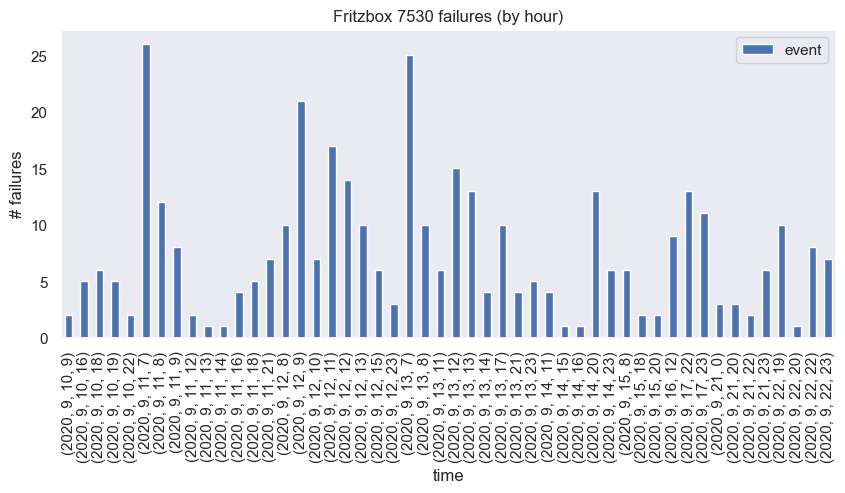 Fritzbox 7530 failures (by hour)
event
# failures
25
20
15
10
5
0
(2020, 9, 10, 9)
(2020, 9, 10, 16)
(2020, 9, 10, 18)
(2020, 9, 10, 19)
(2020, 9, 10, 22)
(2020, 9, 11, 7)
(2020, 9, 11, 8)
(2020, 9, 11, 9)
(2020, 9, 11, 12)
(2020, 9, 11, 13)
(2020, 9, 11, 14)
(2020, 9, 11, 16)
(2020, 9, 11, 18)
(2020, 9, 11, 21)
(2020, 9, 12, 8)
(2020, 9, 12, 9)
(2020, 9, 12, 10)
(2020, 9, 12, 11)
(2020, 9, 12, 12)
(2020, 9, 12, 13)
(2020, 9, 12, 15)
(2020, 9, 12, 23)
(2020, 9, 13, 7)
(2020, 9, 13, 8)
(2020, 9, 13, 11)
(2020, 9, 13, 12)
(2020, 9, 13, 13)
(2020, 9, 13, 14)
(2020, 9, 13, 17)
(2020, 9, 13, 21)
(2020, 9, 13, 23)
(2020, 9, 14, 11)
(2020, 9, 14, 15)
(2020, 9, 14, 16)
(2020, 9, 14, 20)
(2020, 9, 14, 23)
(2020, 9, 15, 8)
(2020, 9, 15, 18)
(2020, 9, 15, 20)
(2020, 9, 16, 12)
(2020, 9, 17, 22)
(2020, 9, 17, 23)
(2020, 9, 21, 0)
(2020, 9, 21, 20)
(2020, 9, 21, 22)
(2020, 9, 21, 23)
(2020, 9, 22, 19)
(2020, 9, 22, 20)
(2020, 9, 22, 22)
(2020, 9, 22, 23)
time